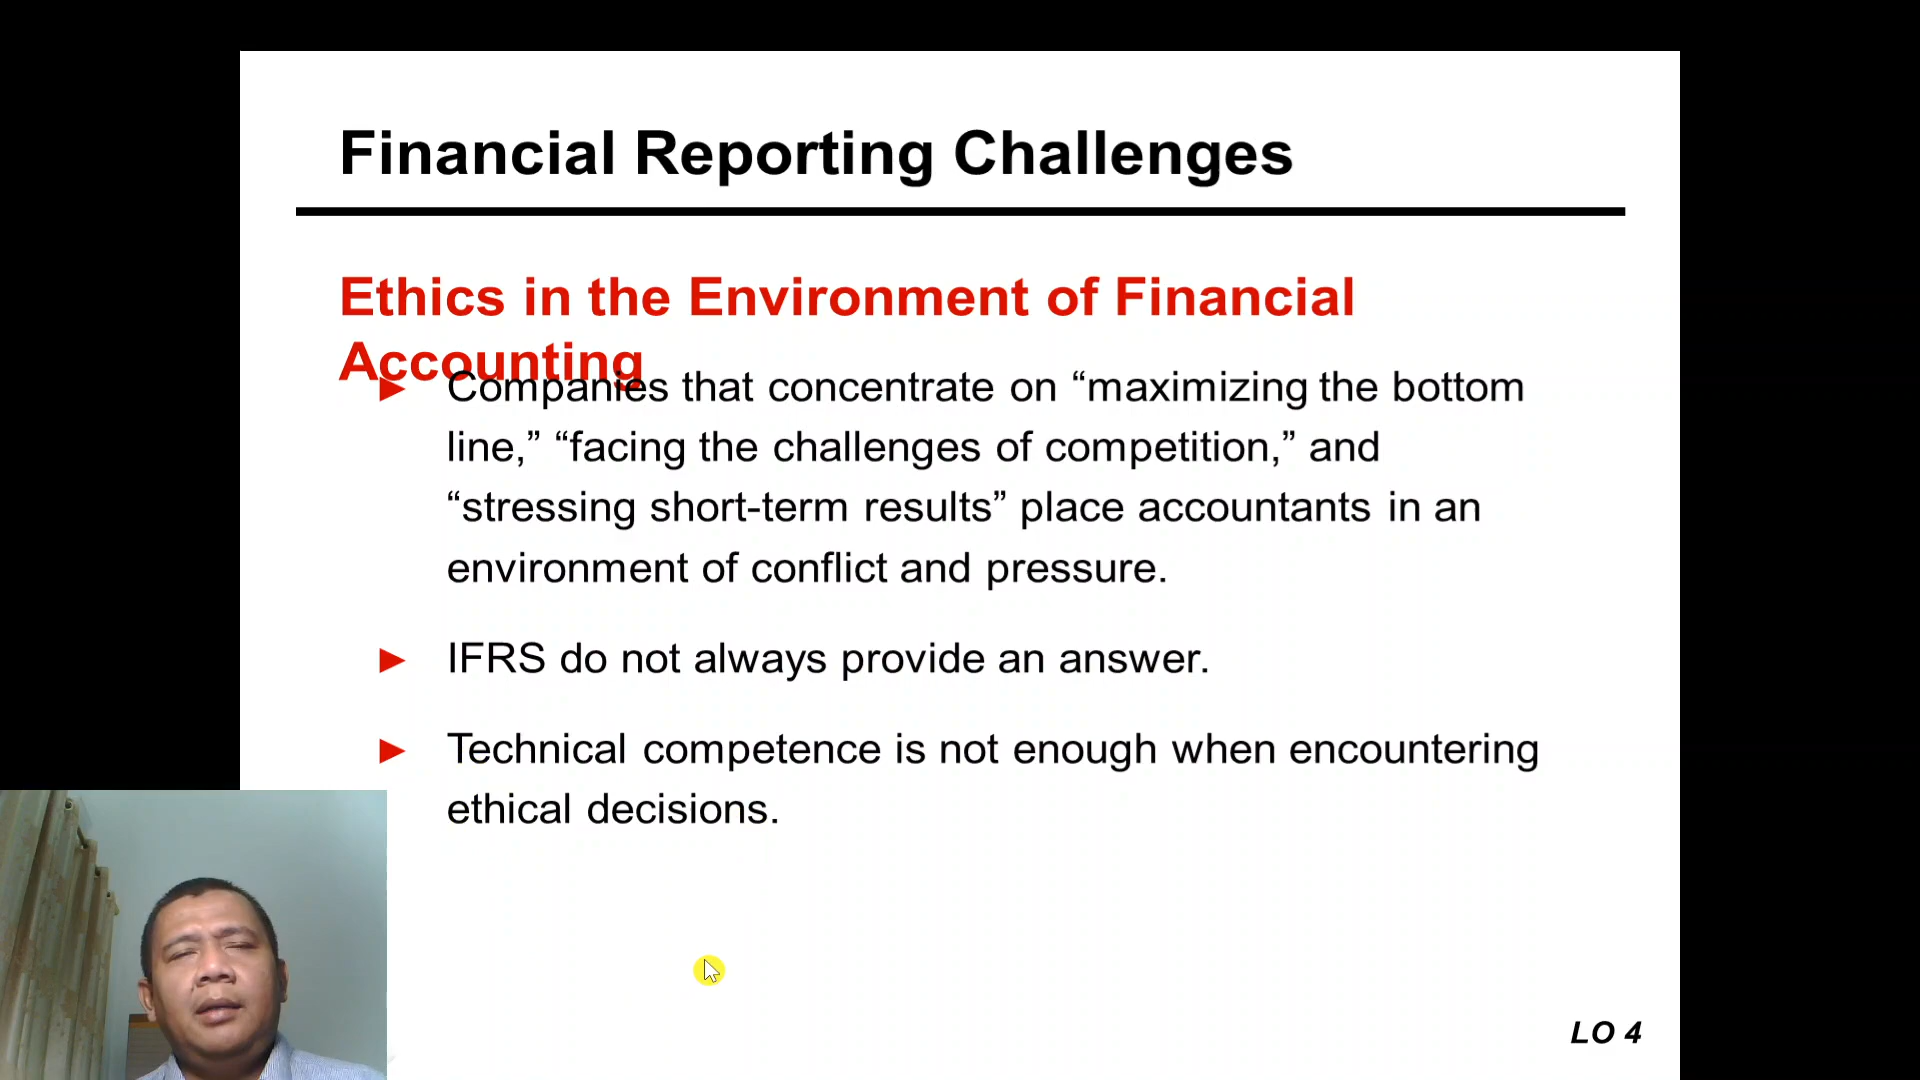 Financial Reporting Challenges
Ethics in the Environment of Financial
Accounting
► Companies that concentrate on “maximizing the bottom
line,” “facing the challenges of competition,” and
“stressing short-term results” place accountants in an
environment of conflict and pressure.
► IFRS do not always provide an answer.
► Technical competence is not enough when encountering
ethical decisions.
LO 4